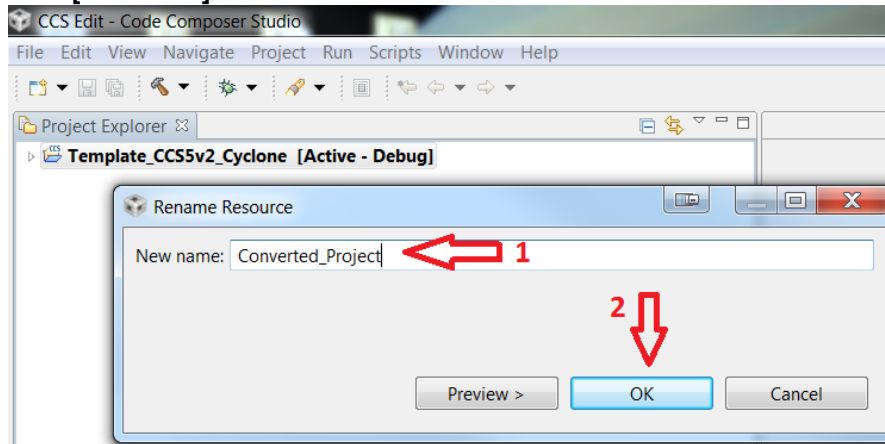 CCS Edit - Code Composer Studio
File Edit View Navigate Project Run Scripts Window Help
Project Explorer
Template_CCS5v2_Cyclone [Active - Debug]
Rename Resource
New name: Converted_Project
1
2
Preview > OK Cancel